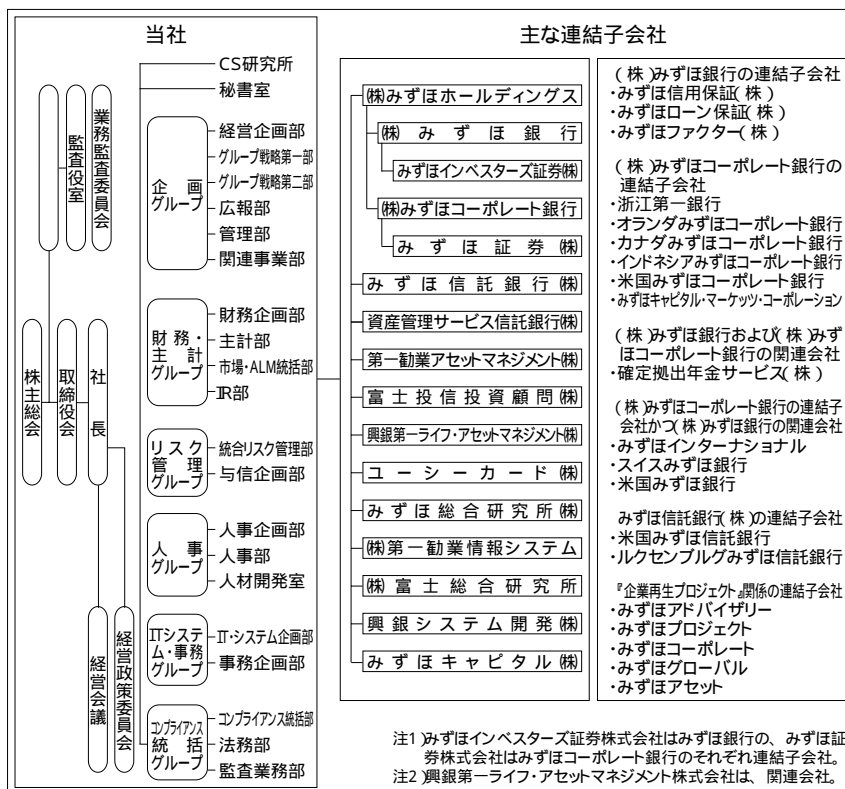 当社
株主総会
取締役会
社長
監査役室
業務監査委員会
経営会議
経営政策委員会
CS研究所
秘書室
企画
グループ
経営企画部
グループ戦略第一部
グループ戦略第二部
広報部
管理部
関連事業部
財務・
主計
グループ
財務企画部
主計部
市場・ALM統括部
IR部
リスク
管理
グループ
統合リスク管理部
与信企画部
人事
グループ
人事企画部
人事部
人材開発室
ITシステ
ム・事務
グループ
IT・システム企画部
事務企画部
コンプライアンス
統括
グループ
コンプライアンス統括部
法務部
監査業務部
主な連結子会社
㈱みずほホールディングス
㈱みずほ銀行
みずほインベスターズ証券㈱
㈱みずほコーポレート銀行
みずほ証券㈱
みずほ信託銀行㈱
資産管理サービス信託銀行㈱
第一勧業アセットマネジメント㈱
富士投信投資顧問㈱
興銀第一ライフ・アセットマネジメント㈱
ユーシーカード㈱
みずほ総合研究所㈱
㈱第一勧業情報システム
㈱富士総合研究所
興銀システム開発㈱
みずほキャピタル㈱
(株)みずほ銀行の連結子会社
・みずほ信用保証(株)
・みずほローン保証(株)
・みずほファクター(株)
(株)みずほコーポレート銀行の
連結子会社
・浙江第一銀行
・オランダみずほコーポレート銀行
・カナダみずほコーポレート銀行
・インドネシアみずほコーポレート銀行
・米国みずほコーポレート銀行
・みずほキャピタル・マーケッツ・コーポレーション
(株)みずほ銀行および(株)みず
ほコーポレート銀行の関連会社
・確定拠出年金サービス(株)
(株)みずほコーポレート銀行の連結子
会社かつ(株)みずほ銀行の関連会社
・みずほインターナショナル
・スイスみずほ銀行
・米国みずほ銀行
みずほ信託銀行(株)の連結子会社
・米国みずほ信託銀行
・ルクセンブルグみずほ信託銀行
『企業再生プロジェクト』関係の連結子会社
・みずほアドバイザリー
・みずほプロジェクト
・みずほコーポレート
・みずほグローバル
・みずほアセット
注1)みずほインベスターズ証券株式会社はみずほ銀行の、みずほ証
券株式会社はみずほコーポレート銀行のそれぞれ連結子会社。
注2)興銀第一ライフ・アセットマネジメント株式会社は、関連会社。